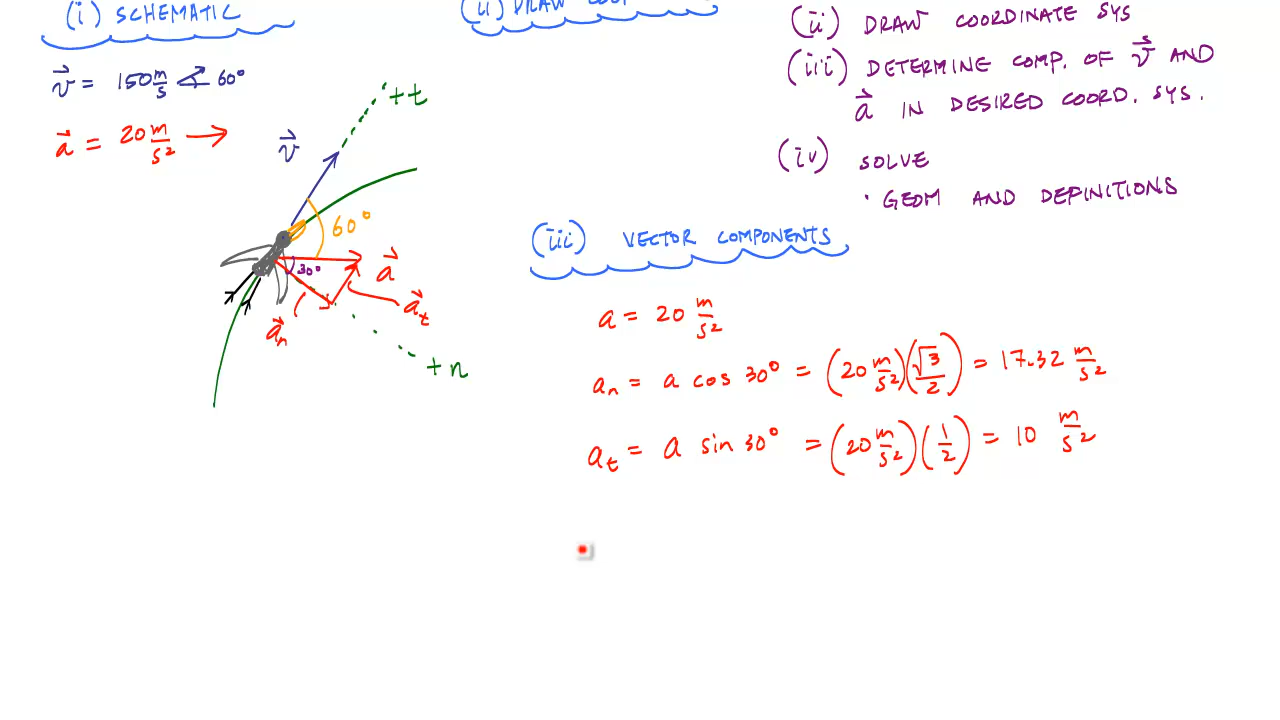 (i) SCHEMATIC
(ii) DRAW
v⃗ = 150 m/s ∡ 60°
a⃗ = 20 m/s² →
+t
v⃗
60°
30°
a⃗
a⃗t
a⃗n
+n
(ii) DRAW COORDINATE SYS
(iii) DETERMINE COMP. OF v⃗ AND
a⃗ IN DESIRED COORD. SYS.
(iv) SOLVE
· GEOM AND DEFINITIONS
(iii) VECTOR COMPONENTS
a = 20 m/s²
an = a cos 30° = (20 m/s²)(√3/2) = 17.32 m/s²
at = a sin 30° = (20 m/s²)(1/2) = 10 m/s²